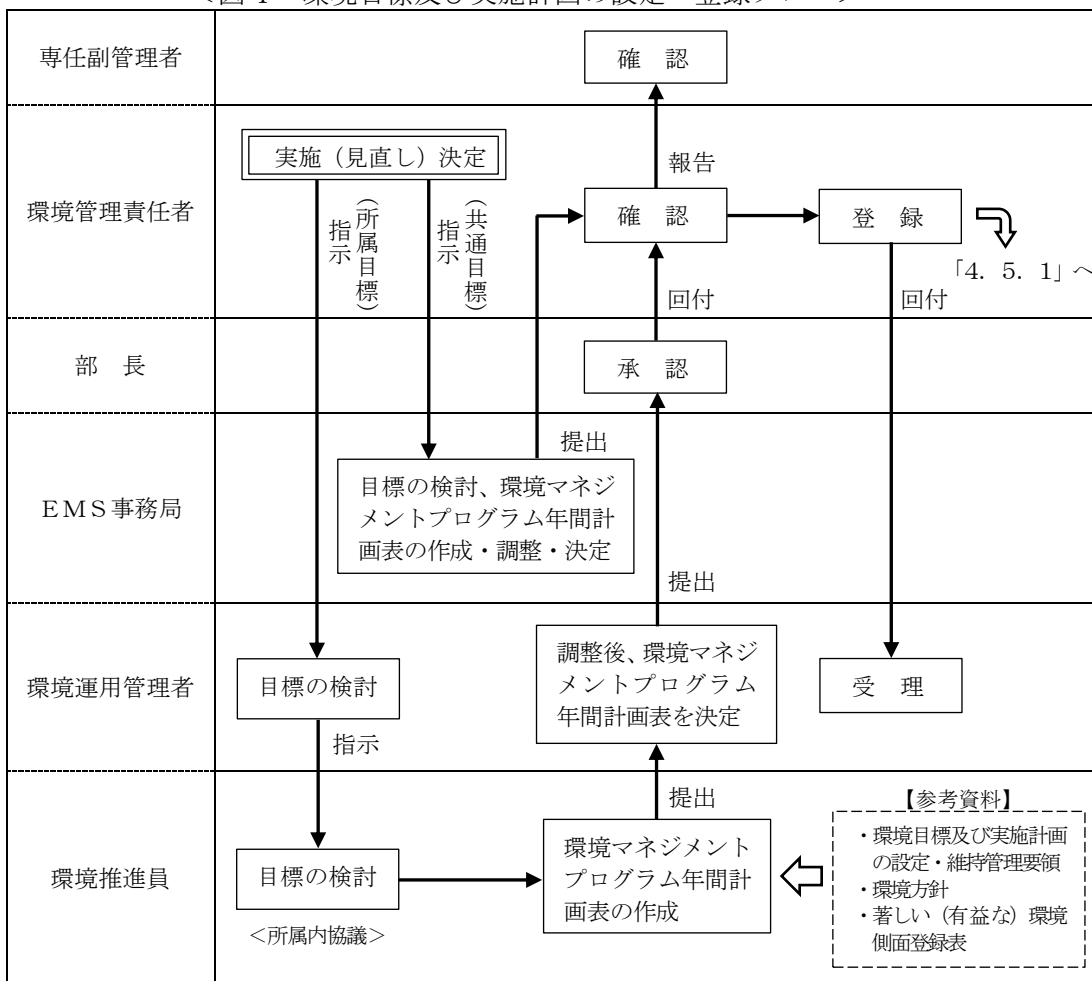 専任副管理者
確 認
実施（見直し）決定
報告
環境管理責任者
指示
（所属目標）
指示
（共通目標）
確 認
登 録
「4. 5. 1」へ
回付
回付
部 長
承 認
提出
EMS事務局
目標の検討、環境マネジ
メントプログラム年間計
画表の作成・調整・決定
提出
環境運用管理者
目標の検討
調整後、環境マネジ
メントプログラム
年間計画表を決定
受 理
指示
提出
【参考資料】
・環境目標及び実施計画
の設定・維持管理要領
・環境方針
・著しい（有益な）環境
側面登録表
環境推進員
目標の検討
環境マネジメント
プログラム年間計
画表の作成
＜所属内協議＞